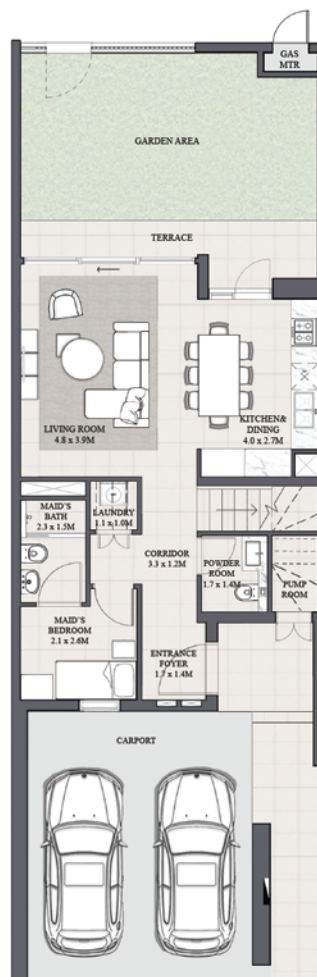 GAS
MTR
GARDEN AREA
TERRACE
LIVING ROOM
4.8 x 3.9M
KITCHEN&
DINING
4.0 x 2.7M
MAID'S
BATH
2.3 x 1.5M
LAUNDRY
1.1 x 1.0M
CORRIDOR
3.3 x 1.2M
POWDER
ROOM
1.7 x 1.4M
PUMP
ROOM
MAID'S
BEDROOM
2.1 x 2.6M
ENTRANCE
FOYER
1.7 x 1.4M
CARPORT